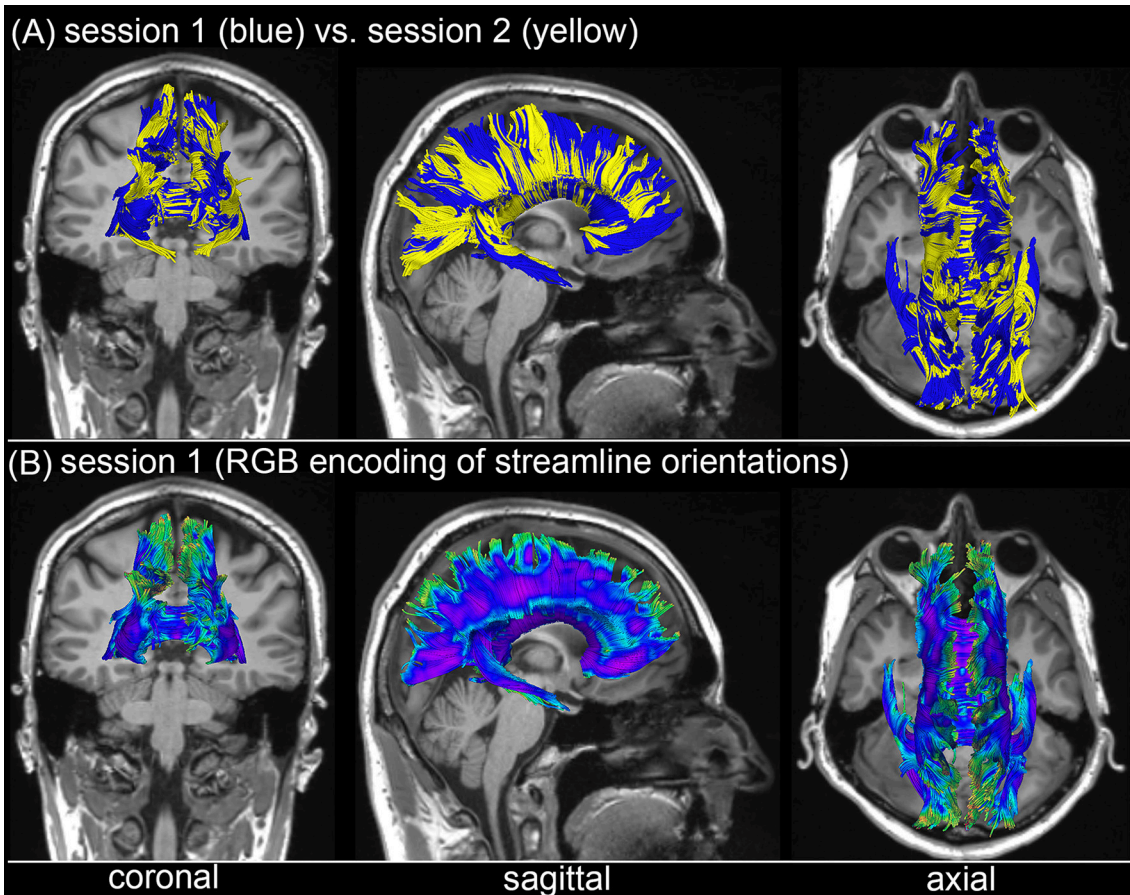 (A) session 1 (blue) vs. session 2 (yellow)
(B) session 1 (RGB encoding of streamline orientations)
coronal sagittal axial